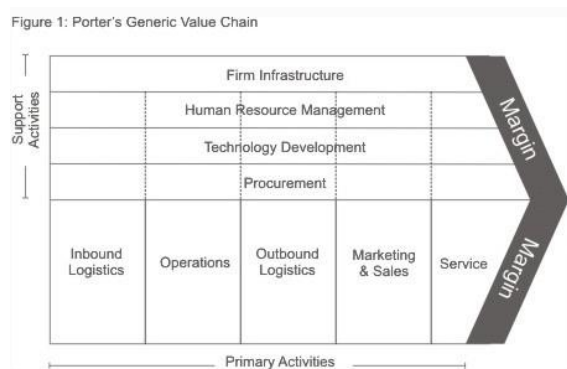 Figure 1: Porter's Generic Value Chain
Support
Activities
Firm Infrastructure
Human Resource Management
Technology Development
Procurement
Margin
Inbound
Logistics
Operations
Outbound
Logistics
Marketing
& Sales
Service
Margin
Primary Activities